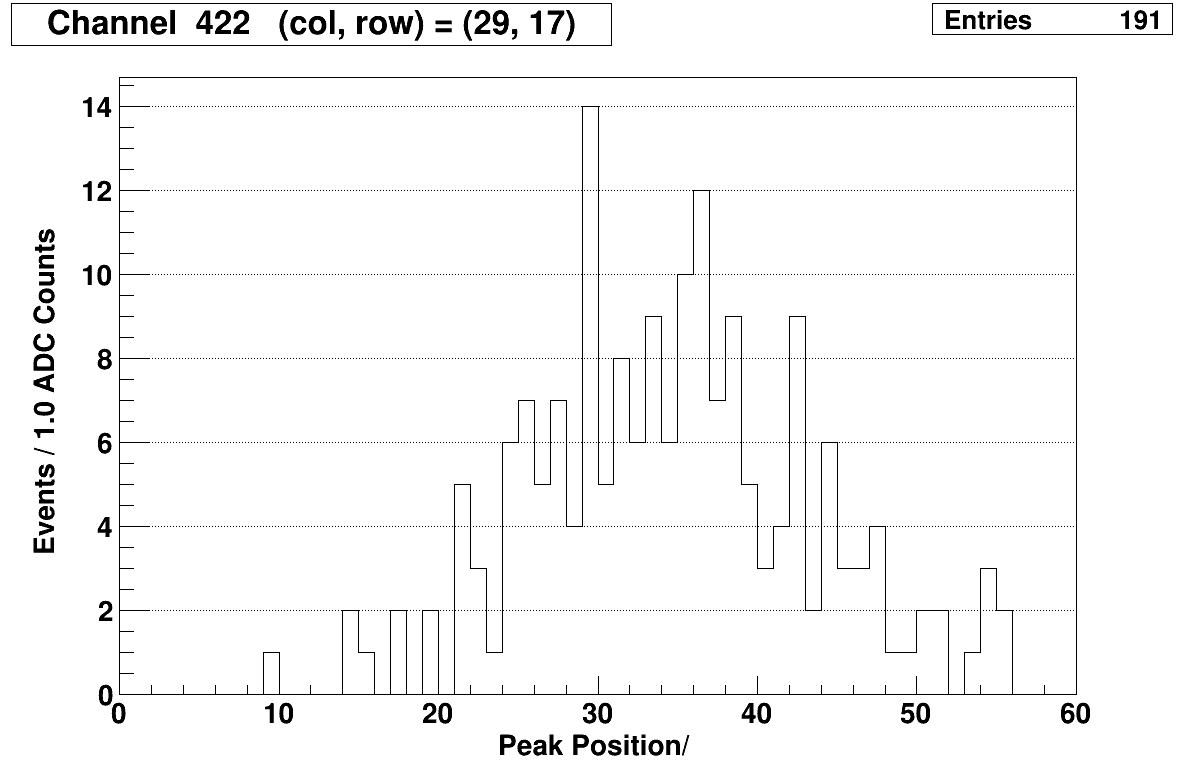 Channel 422 (col, row) = (29, 17)
Entries 191
Events / 1.0 ADC Counts
14
12
10
8
6
4
2
0
0 10 20 30 40 50 60
Peak Position/